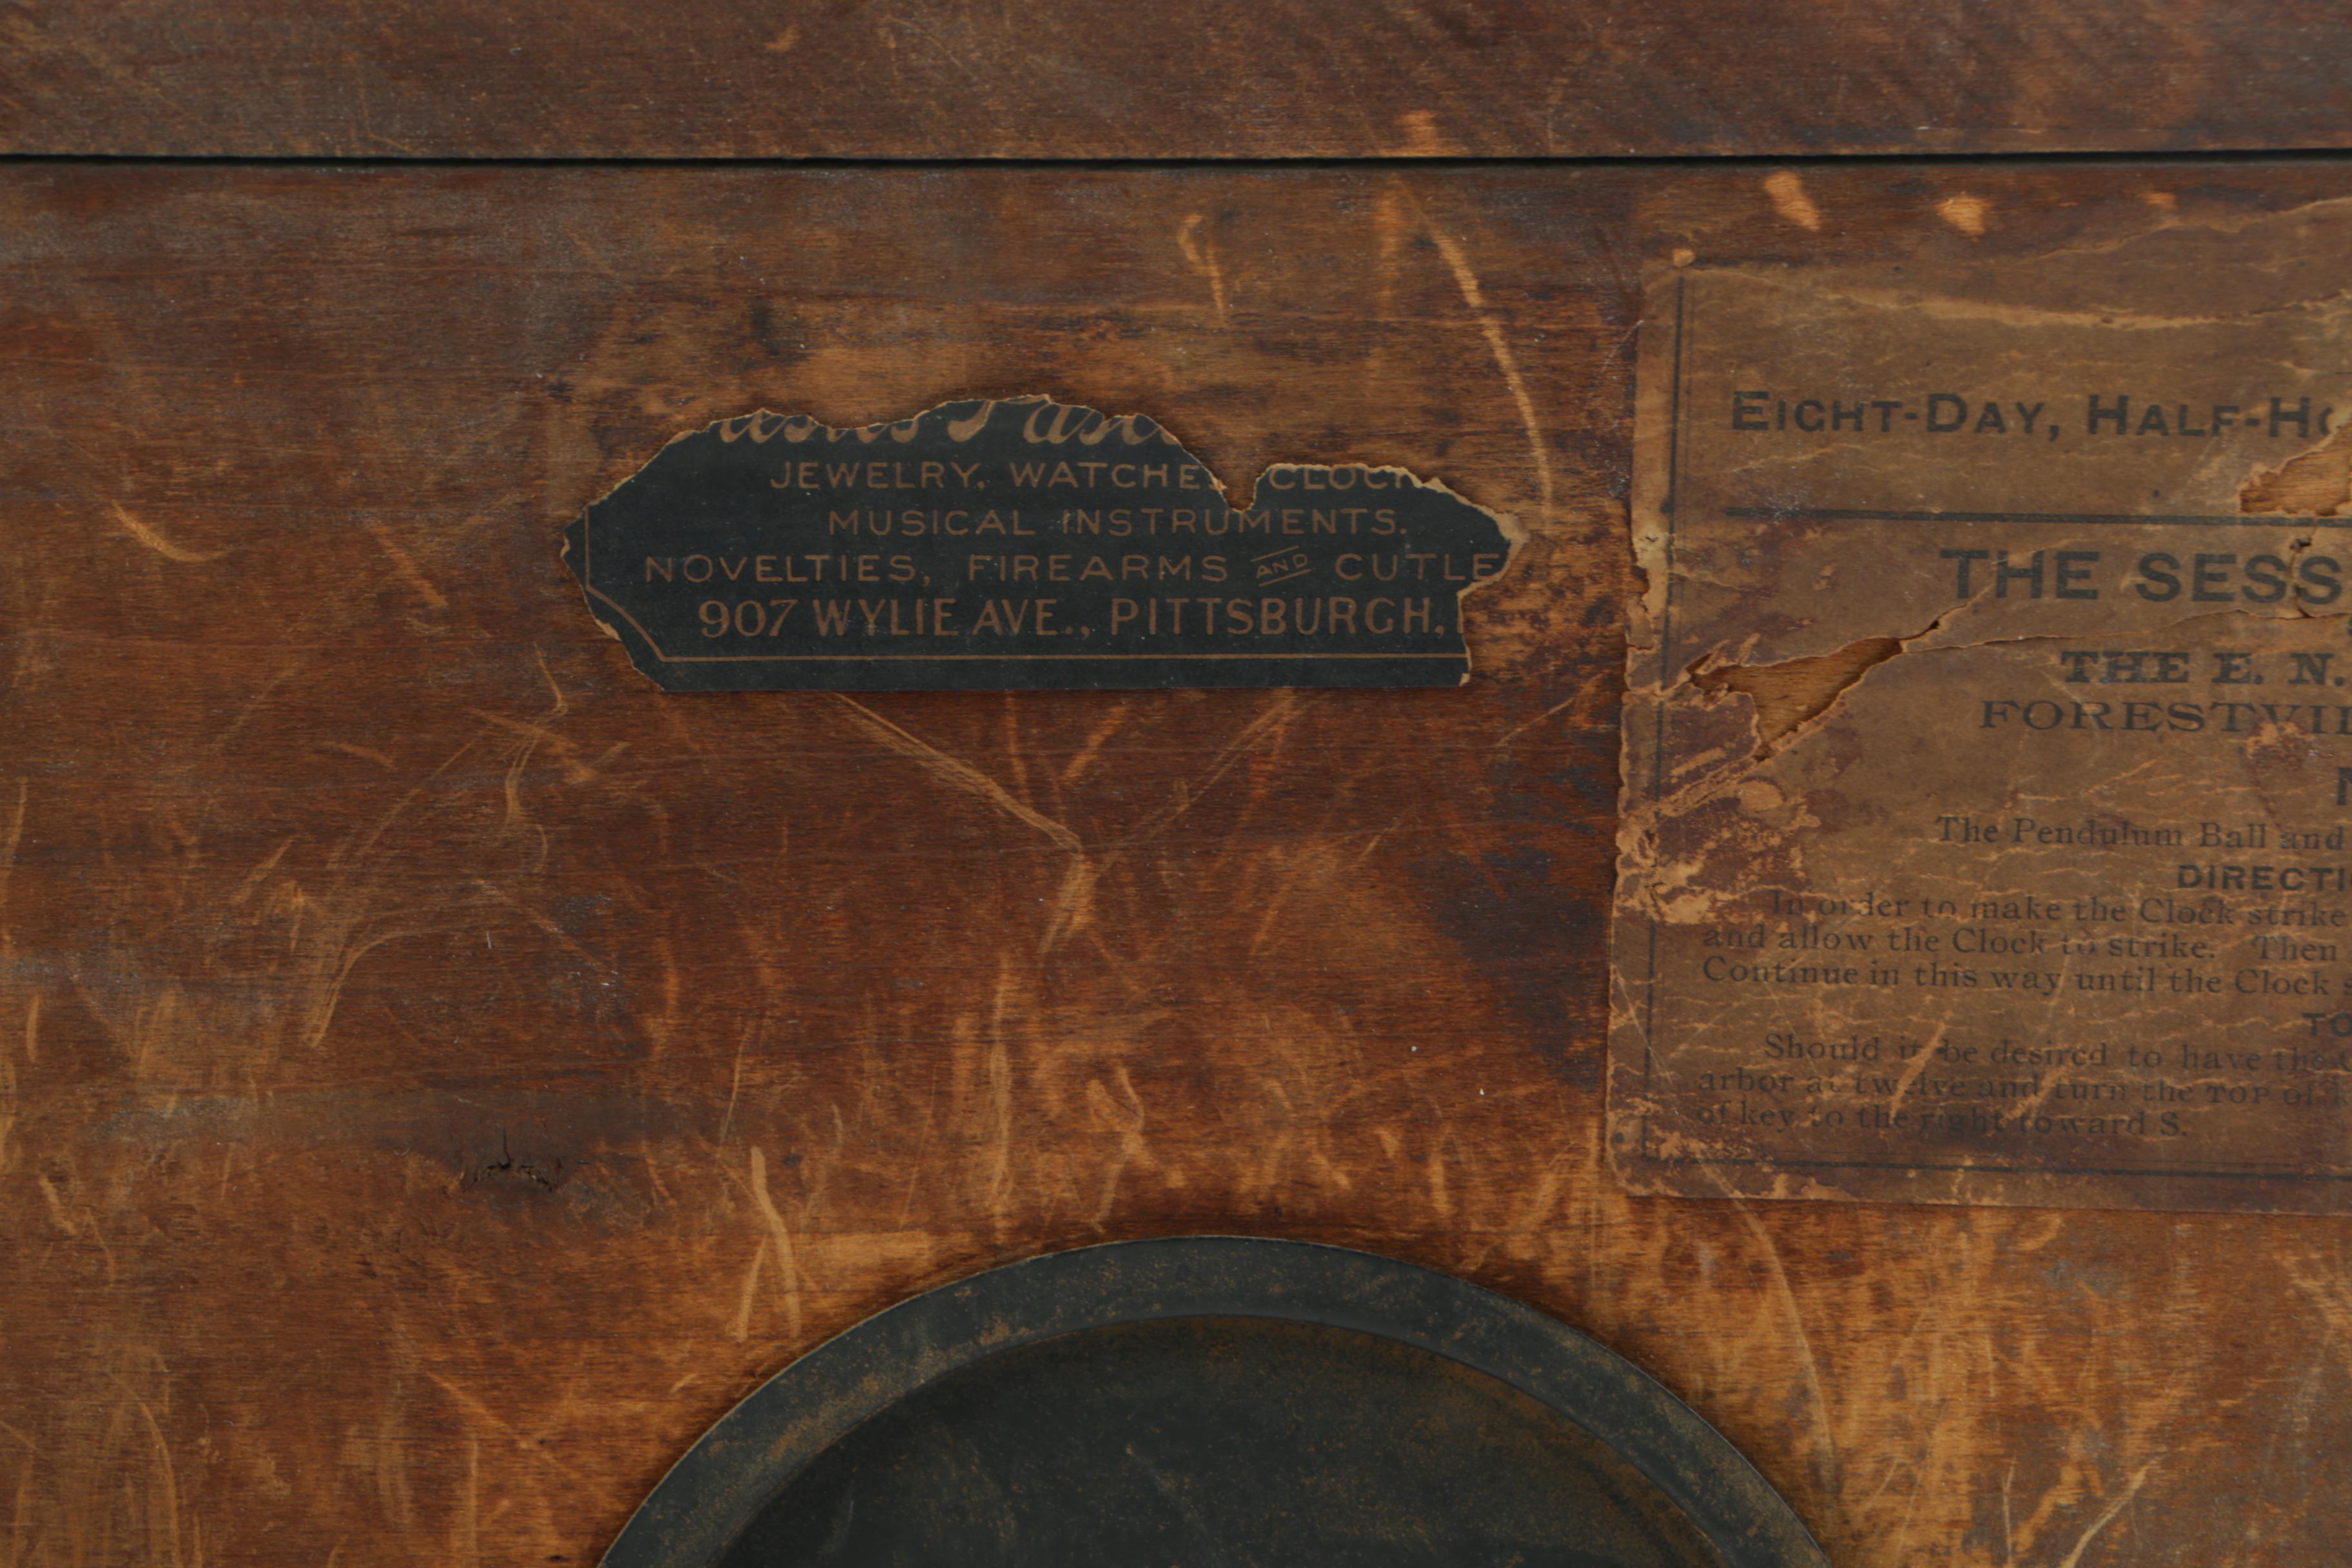 JEWELRY, WATCHE CLOCK
MUSICAL INSTRUMENTS.
NOVELTIES, FIREARMS AND CUTLE
907 WYLIE AVE., PITTSBURGH,
EIGHT-DAY, HALF-HO
THE SESS
THE E. N.
FORESTVIL
The Pendulum Ball and
DIRECTI
In order to make the Clock strike
and allow the Clock to strike. Then
Continue in this way until the Clock s
TO
Should it be desired to have the
arbor at twelve and turn the TOP of
of key to the right toward S.